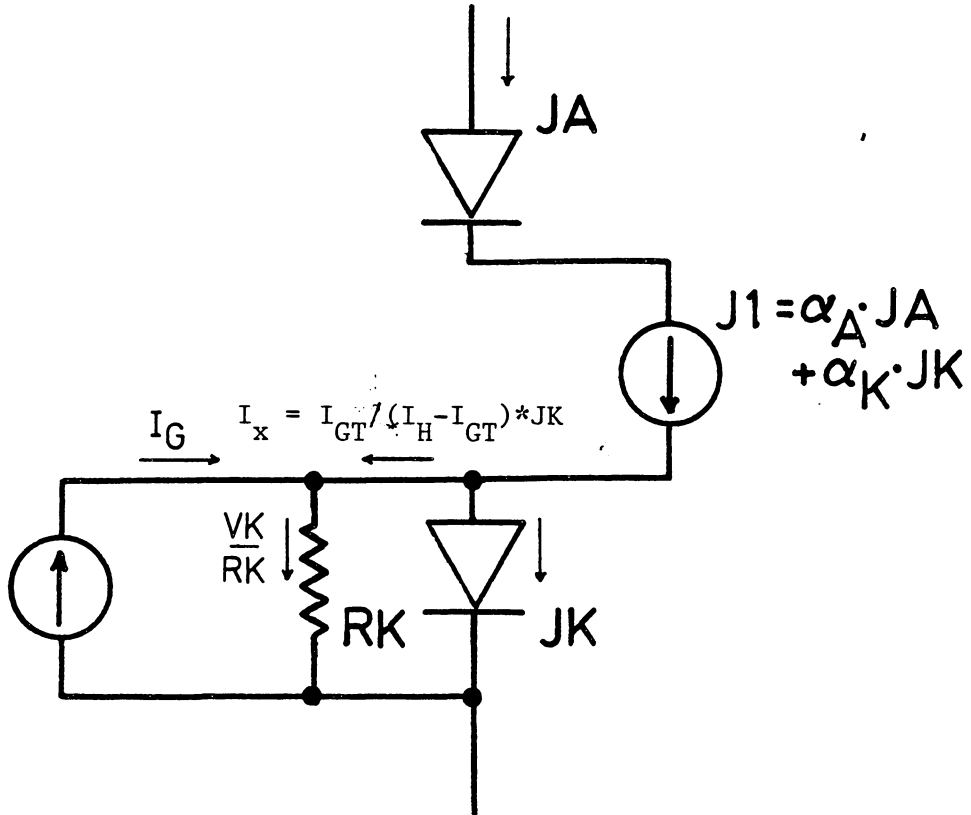 JA
J1 = α_A · JA
+ α_K · JK
I_x = I_GT/(I_H-I_GT)*JK
I_G
VK
RK
RK
JK